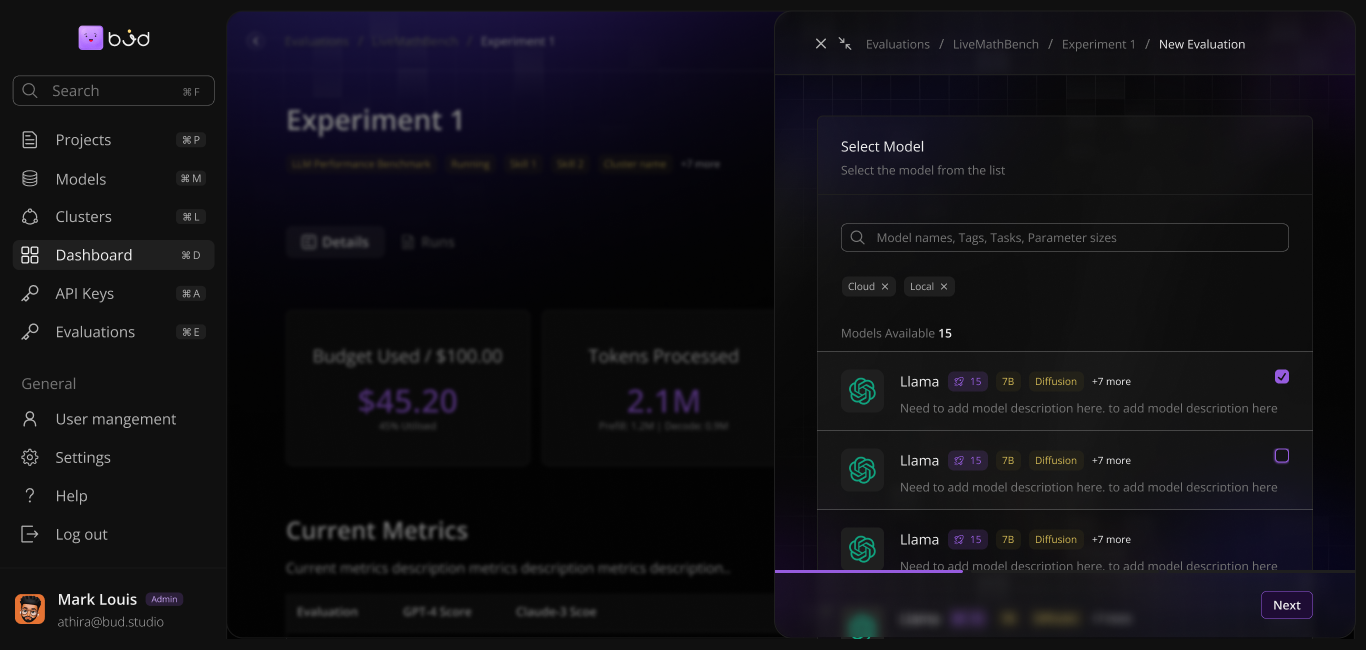 bud
Search ⌘ F
Projects ⌘ P
Models ⌘ M
Clusters ⌘ L
Dashboard ⌘ D
API Keys ⌘ A
Evaluations ⌘ E
General
User mangement
Settings
Help
Log out
Mark Louis Admin
athira@bud.studio
Evaluations / LiveMathBench / Experiment 1
Experiment 1
LLM Performance Benchmark Running Skill 1 Skill 2 Cluster name +7 more
Details Runs
Budget Used / $100.00
$45.20
45% Utilised
Tokens Processed
2.1M
Prefill: 1.2M | Decode: 0.9M
Current Metrics
Current metrics description metrics description metrics description..
Evaluation GPT-4 Score Claude-3 Scoe
Evaluations / LiveMathBench / Experiment 1 / New Evaluation
Select Model
Select the model from the list
Model names, Tags, Tasks, Parameter sizes
Cloud Local
Models Available 15
Llama 15 7B Diffusion +7 more
Need to add model description here. to add model description here
Llama 15 7B Diffusion +7 more
Need to add model description here. to add model description here
Llama 15 7B Diffusion +7 more
Need to add model description here. to add model description here
Llama
Next